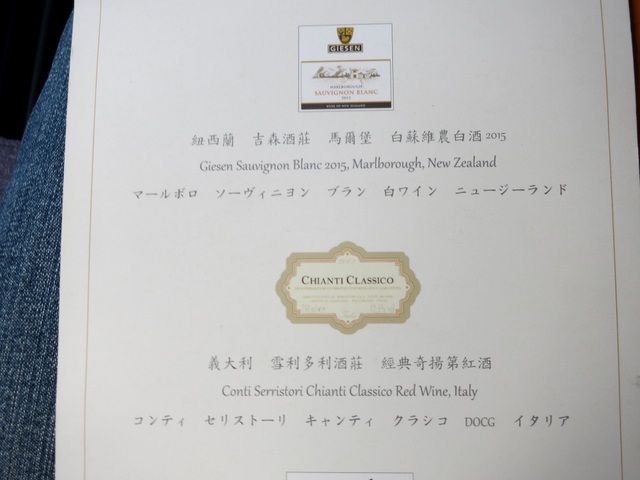 GIESEN
MARLBOROUGH
SAUVIGNON BLANC
紐西蘭 吉森酒莊 馬爾堡 白蘇維農白酒 2015
Giesen Sauvignon Blanc 2015, Marlborough, New Zealand
マールボロ ソーヴィニヨン ブラン 白ワイン ニュージーランド
CHIANTI CLASSICO
義大利 雪利多利酒莊 經典奇揚第紅酒
Conti Serristori Chianti Classico Red Wine, Italy
コンティ セリストーリ キャンティ クラシコ DOCG イタリア